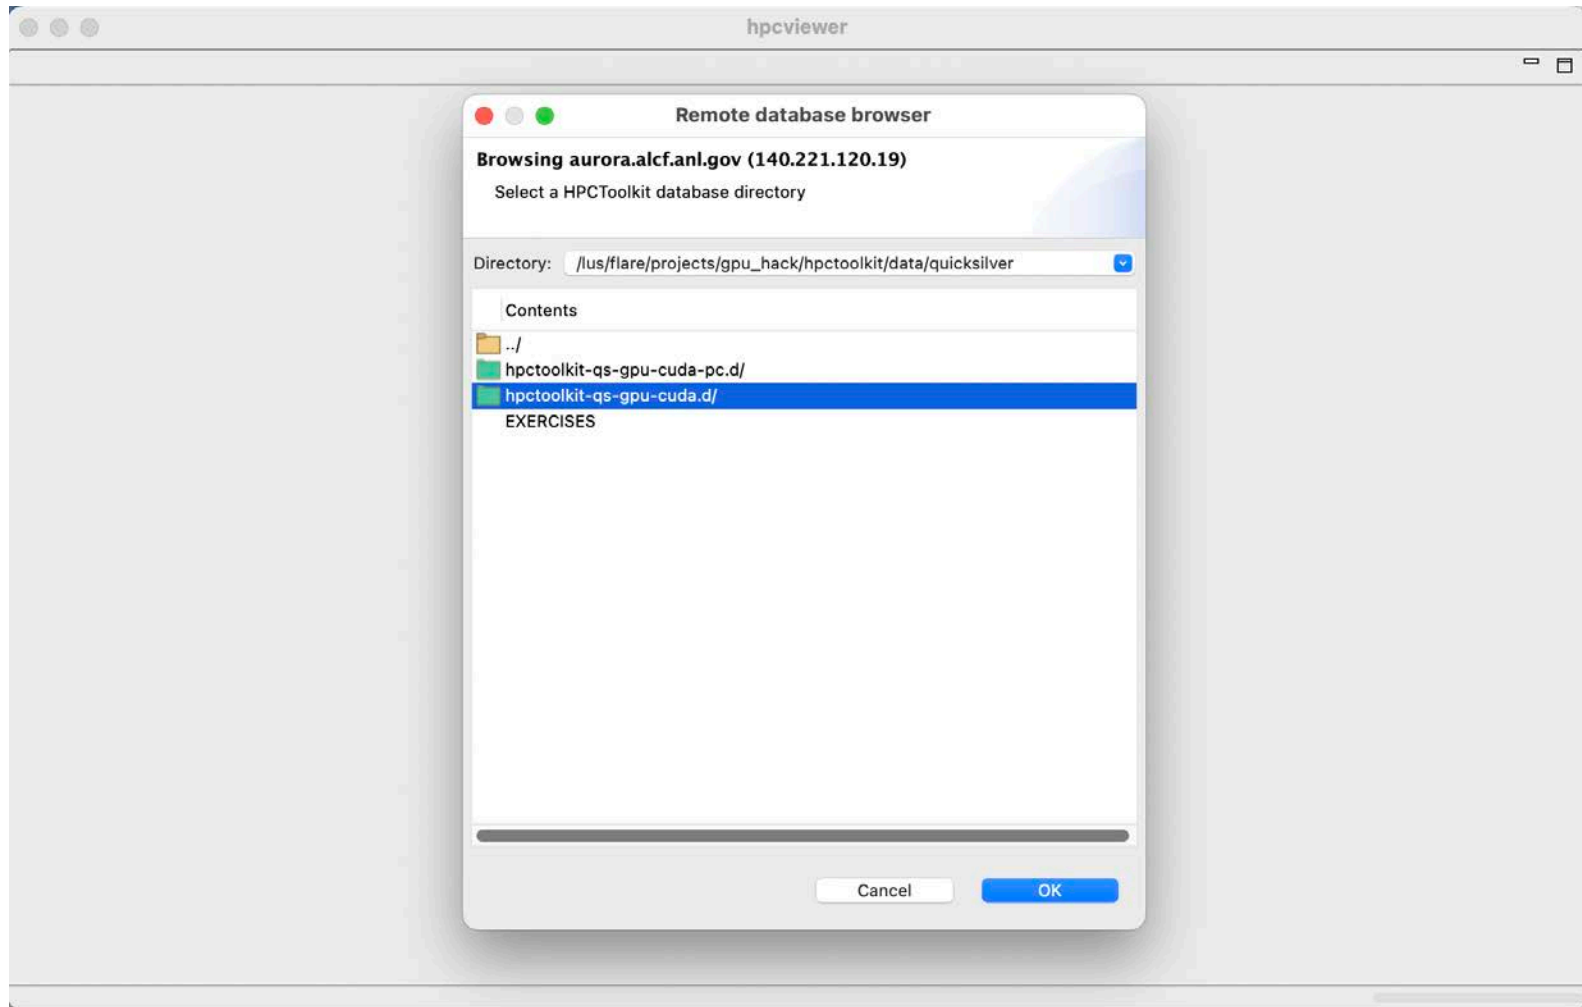 hpcviewer
Remote database browser
Browsing aurora.alcf.anl.gov (140.221.120.19)
Select a HPCToolkit database directory
Directory: /lus/flare/projects/gpu_hack/hpctoolkit/data/quicksilver
Contents
../
hpctoolkit-qs-gpu-cuda-pc.d/
hpctoolkit-qs-gpu-cuda.d/
EXERCISES
Cancel OK